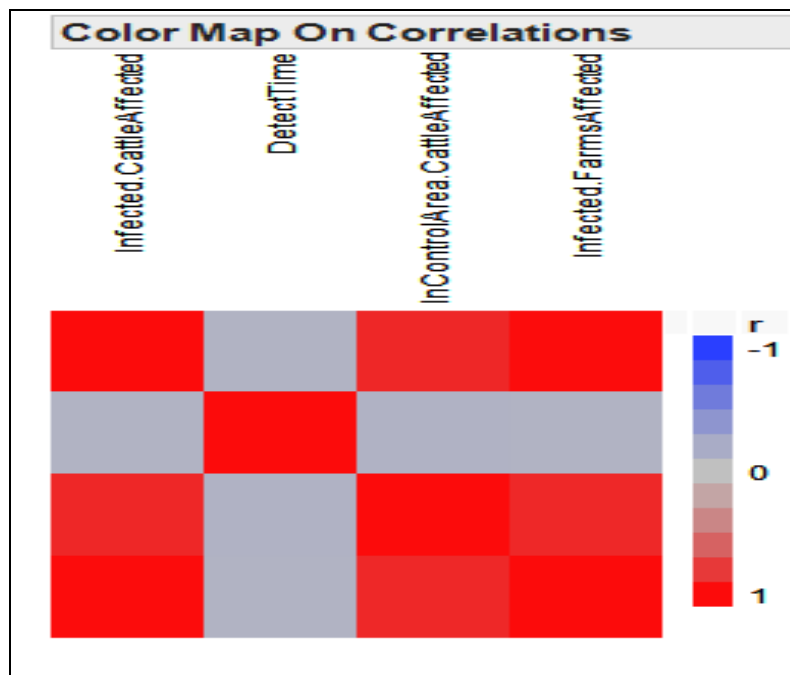 Color Map On Correlations
Infected.CattleAffected
DetectTime
InControlArea.CattleAffected
Infected.FarmsAffected
r
-1
0
1